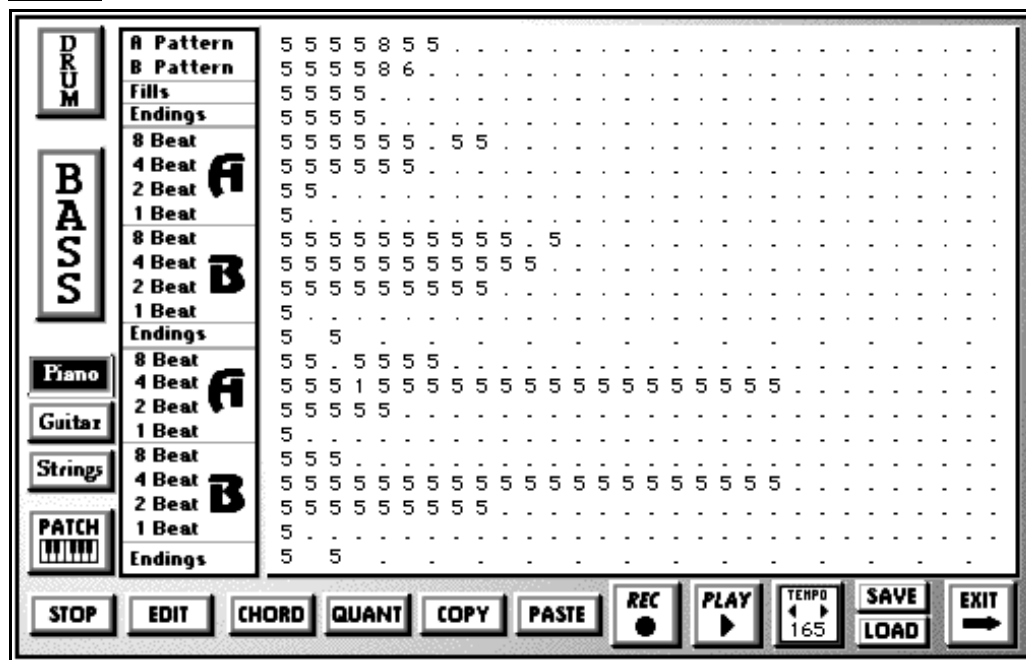 DRUM
BASS
Piano
Guitar
Strings
PATCH
A Pattern 5 5 5 5 8 5 5 . . . . . . . . . . . . . . . . . . . . . . .
B Pattern 5 5 5 5 8 6 . . . . . . . . . . . . . . . . . . . . . . . .
Fills 5 5 5 5 . . . . . . . . . . . . . . . . . . . . . . . . . .
Endings 5 5 5 5 . . . . . . . . . . . . . . . . . . . . . . . . . .
A
8 Beat 5 5 5 5 5 5 . 5 5 . . . . . . . . . . . . . . . . . . . . .
4 Beat 5 5 5 5 5 5 . . . . . . . . . . . . . . . . . . . . . . . .
2 Beat 5 5 . . . . . . . . . . . . . . . . . . . . . . . . . . . .
1 Beat 5 . . . . . . . . . . . . . . . . . . . . . . . . . . . . .
B
8 Beat 5 5 5 5 5 5 5 5 5 5 . 5 . . . . . . . . . . . . . . . . . .
4 Beat 5 5 5 5 5 5 5 5 5 5 5 . . . . . . . . . . . . . . . . . . .
2 Beat 5 5 5 5 5 5 5 5 5 . . . . . . . . . . . . . . . . . . . . .
1 Beat 5 . . . . . . . . . . . . . . . . . . . . . . . . . . . . .
Endings 5 5 . . . . . . . . . . . . .
A
8 Beat 5 5 . 5 5 5 5 . . . . . . . . . . . . . . . . . . . . . . .
4 Beat 5 5 5 1 5 5 5 5 5 5 5 5 5 5 5 5 5 5 5 5 5 . . . . . . . . .
2 Beat 5 5 5 5 5 . . . . . . . . . . . . . . . . . . . . . . . . .
1 Beat 5 . . . . . . . . . . . . . . . . . . . . . . . . . . . . .
B
8 Beat 5 5 5 . . . . . . . . . . . . . . . . . . . . . . . . . . .
4 Beat 5 5 5 5 5 5 5 5 5 5 5 5 5 5 5 5 5 5 5 5 5 . . . . . . . . .
2 Beat 5 5 5 5 5 5 5 5 5 . . . . . . . . . . . . . . . . . . . . .
1 Beat 5 . . . . . . . . . . . . . . . . . . . . . . . . . . . . .
Endings 5 5 . . . . . . . . . . . . .
STOP EDIT CHORD QUANT COPY PASTE REC PLAY TEMPO
165
SAVE
LOAD
EXIT